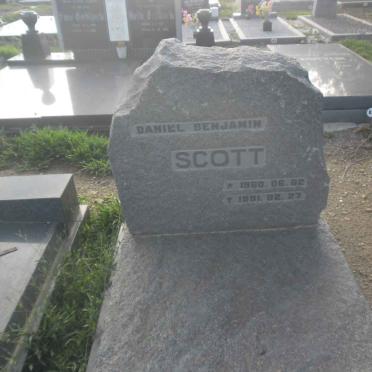 DANIEL BENJAMIN
SCOTT
* 1960.06.02
† 1991.02.27